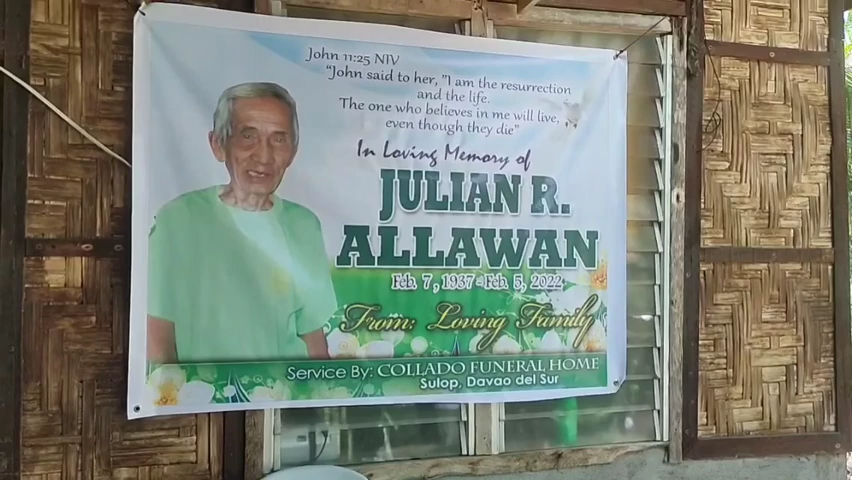 John 11:25 NIV
"John said to her, "I am the resurrection
and the life.
The one who believes in me will live,
even though they die"
In Loving Memory of
JULIAN R.
ALLAWAN
Feb. 7, 1937 - Feb. 5, 2022
From: Loving Family
Service By: COLLADO FUNERAL HOME
Sulop, Davao del Sur